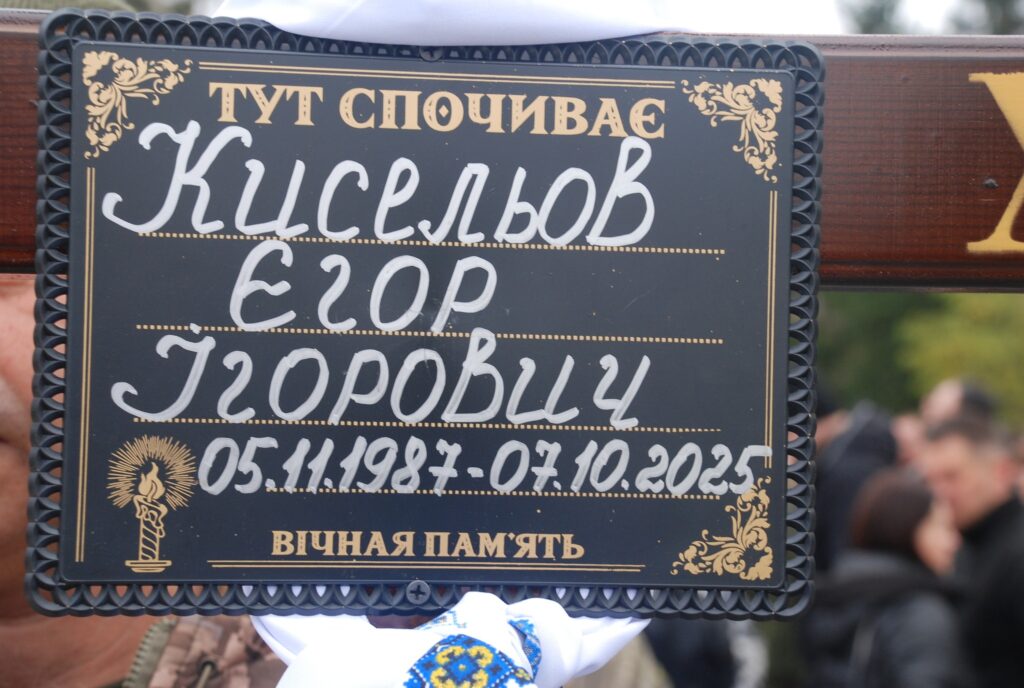 ТУТ СПОЧИВАЄ
Кисельов
Єгор
Ігорович
05.11.1987-07.10.2025
ВІЧНАЯ ПАМ'ЯТЬ